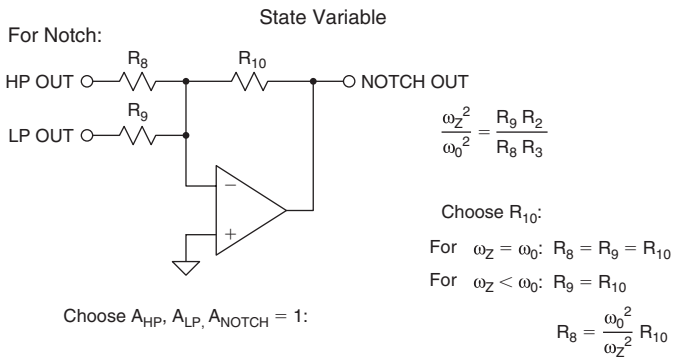 State Variable
For Notch:
R8 R10
HP OUT NOTCH OUT
R9
LP OUT
ωZ² / ω0² = R9 R2 / R8 R3
−
+
Choose R10:
For ωZ = ω0: R8 = R9 = R10
For ωZ < ω0: R9 = R10
Choose AHP, ALP, ANOTCH = 1:
R8 = ω0² / ωZ² R10